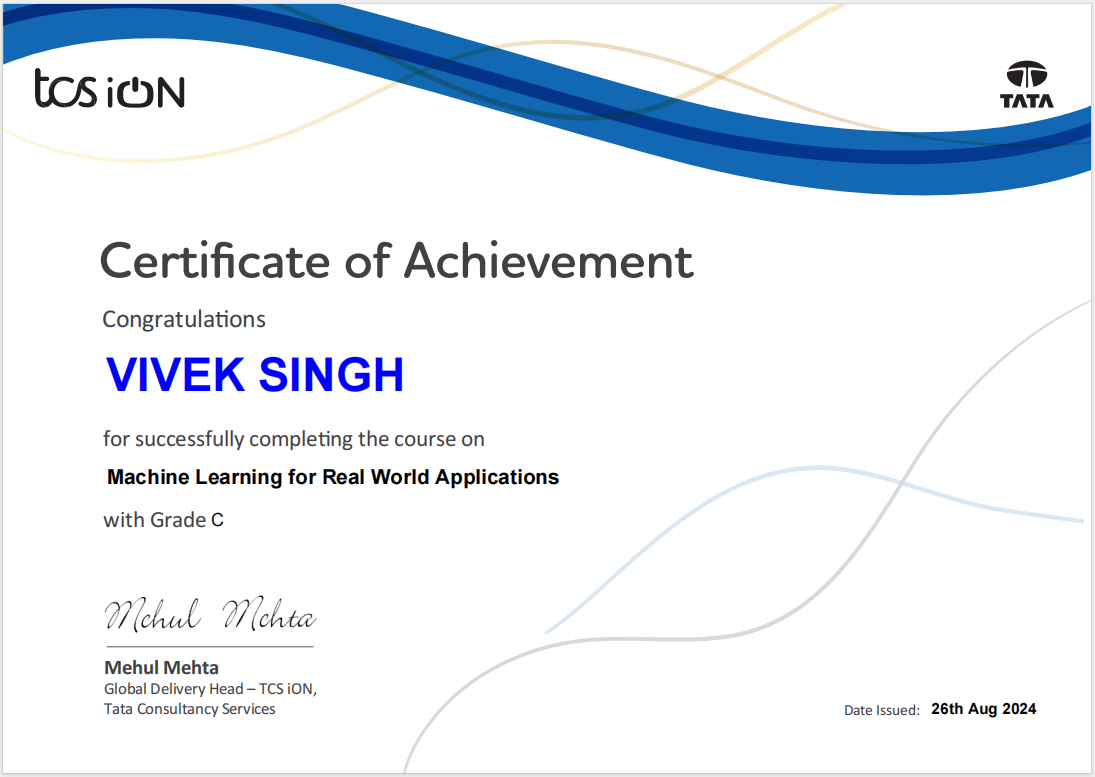 tcs iON
TATA
Certificate of Achievement
Congratulations
VIVEK SINGH
for successfully completing the course on
Machine Learning for Real World Applications
with Grade C
Mehul Mehta
Mehul Mehta
Global Delivery Head – TCS iON,
Tata Consultancy Services
Date Issued: 26th Aug 2024